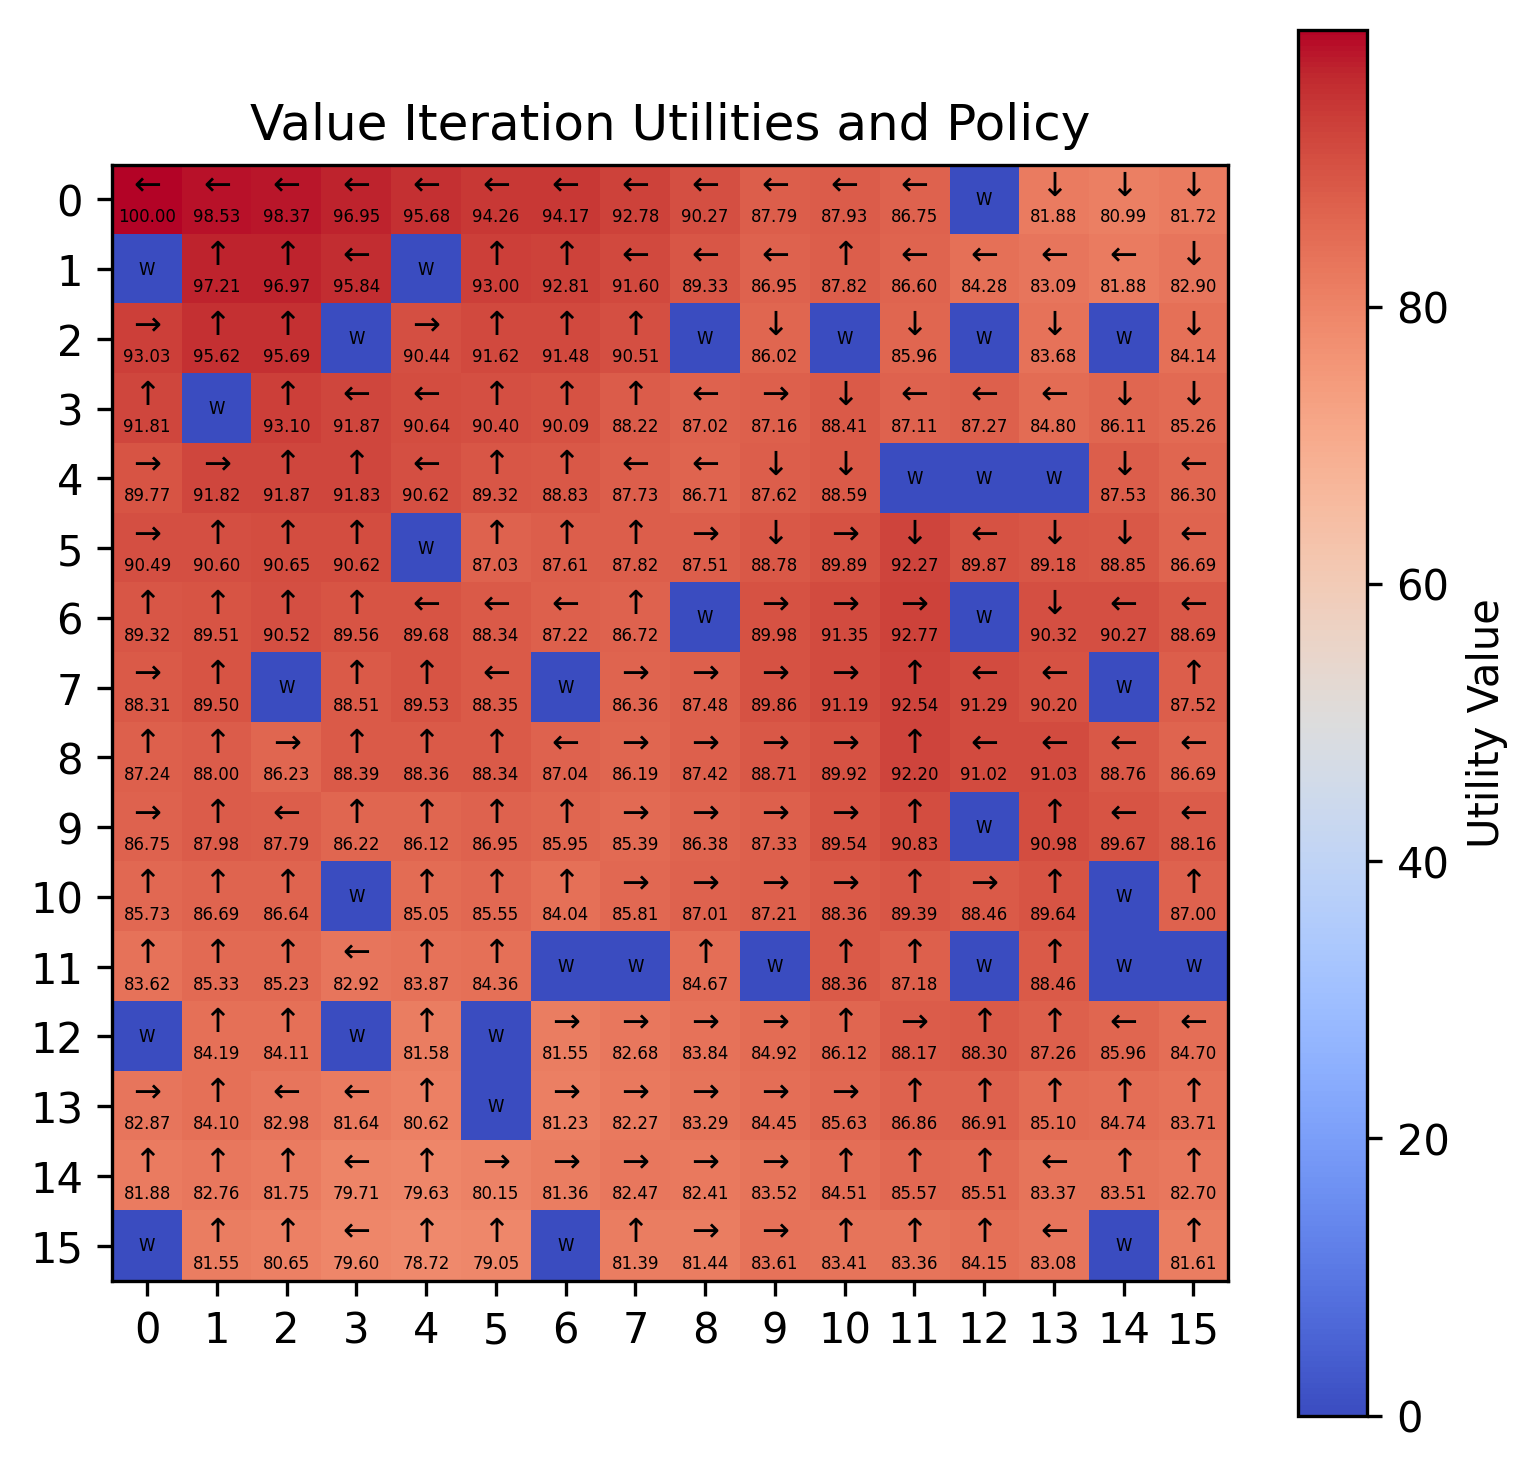 Value Iteration Utilities and Policy
0 ← ← ← ← ← ← ← ← ← ← ← ← W ↓ ↓ ↓
100.00 98.53 98.37 96.95 95.68 94.26 94.17 92.78 90.27 87.79 87.93 86.75 81.88 80.99 81.72
1 W ↑ ↑ ← W ↑ ↑ ← ← ← ↑ ← ← ← ← ↓
97.21 96.97 95.84 93.00 92.81 91.60 89.33 86.95 87.82 86.60 84.28 83.09 81.88 82.90
2 → ↑ ↑ W → ↑ ↑ ↑ W ↓ W ↓ W ↓ W ↓
93.03 95.62 95.69 90.44 91.62 91.48 90.51 86.02 85.96 83.68 84.14
3 ↑ W ↑ ← ← ↑ ↑ ↑ ← → ↓ ← ← ← ↓ ↓
91.81 93.10 91.87 90.64 90.40 90.09 88.22 87.02 87.16 88.41 87.11 87.27 84.80 86.11 85.26
4 → → ↑ ↑ ← ↑ ↑ ← ← ↓ ↓ W W W ↓ ←
89.77 91.82 91.87 91.83 90.62 89.32 88.83 87.73 86.71 87.62 88.59 87.53 86.30
5 → ↑ ↑ ↑ W ↑ ↑ ↑ → ↓ → ↓ ← ↓ ↓ ←
90.49 90.60 90.65 90.62 87.03 87.61 87.82 87.51 88.78 89.89 92.27 89.87 89.18 88.85 86.69
6 ↑ ↑ ↑ ↑ ← ← ← ↑ W → → → W ↓ ← ←
89.32 89.51 90.52 89.56 89.68 88.34 87.22 86.72 89.98 91.35 92.77 90.32 90.27 88.69
7 → ↑ W ↑ ↑ ← W → → → → ↑ ← ← W ↑
88.31 89.50 88.51 89.53 88.35 86.36 87.48 89.86 91.19 92.54 91.29 90.20 87.52
8 ↑ ↑ → ↑ ↑ ↑ ← → → → → ↑ ← ← ← ←
87.24 88.00 86.23 88.39 88.36 88.34 87.04 86.19 87.42 88.71 89.92 92.20 91.02 91.03 88.76 86.69
9 → ↑ ← ↑ ↑ ↑ ↑ → → → → ↑ W ↑ ← ←
86.75 87.98 87.79 86.22 86.12 86.95 85.95 85.39 86.38 87.33 89.54 90.83 90.98 89.67 88.16
10 ↑ ↑ ↑ W ↑ ↑ ↑ → → → → ↑ → ↑ W ↑
85.73 86.69 86.64 85.05 85.55 84.04 85.81 87.01 87.21 88.36 89.39 88.46 89.64 87.00
11 ↑ ↑ ↑ ← ↑ ↑ W W ↑ W ↑ ↑ W ↑ W W
83.62 85.33 85.23 82.92 83.87 84.36 84.67 88.36 87.18 88.46
12 W ↑ ↑ W ↑ W → → → → ↑ → ↑ ↑ ← ←
84.19 84.11 81.58 81.55 82.68 83.84 84.92 86.12 88.17 88.30 87.26 85.96 84.70
13 → ↑ ← ← ↑ W → → → → → ↑ ↑ ↑ ↑ ↑
82.87 84.10 82.98 81.64 80.62 81.23 82.27 83.29 84.45 85.63 86.86 86.91 85.10 84.74 83.71
14 ↑ ↑ ↑ ← ↑ → → → → → ↑ ↑ ↑ ← ↑ ↑
81.88 82.76 81.75 79.71 79.63 80.15 81.36 82.47 82.41 83.52 84.51 85.57 85.51 83.37 83.51 82.70
15 W ↑ ↑ ← ↑ ↑ W ↑ → → ↑ ↑ ↑ ← W ↑
81.55 80.65 79.60 78.72 79.05 81.39 81.44 83.61 83.41 83.36 84.15 83.08 81.61
0 1 2 3 4 5 6 7 8 9 10 11 12 13 14 15
80
60
40
20
0
Utility Value